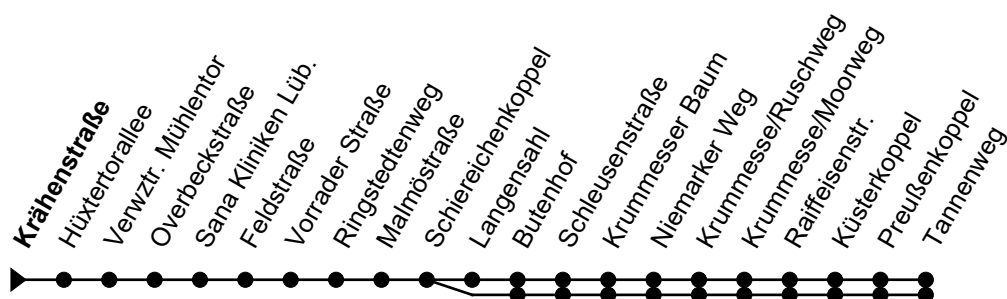 Krähenstraße
Hüxtertorallee
Verwztr. Mühlentor
Overbeckstraße
Sana Kliniken Lüb.
Feldstraße
Vorrader Straße
Ringstedtenweg
Malmöstraße
Schiereichenkoppel
Langensahl
Butenhof
Schleusenstraße
Krummesser Baum
Niemarker Weg
Krummesse/Ruschweg
Krummesse/Moorweg
Raiffeisenstr.
Küsterkoppel
Preußenkoppel
Tannenweg